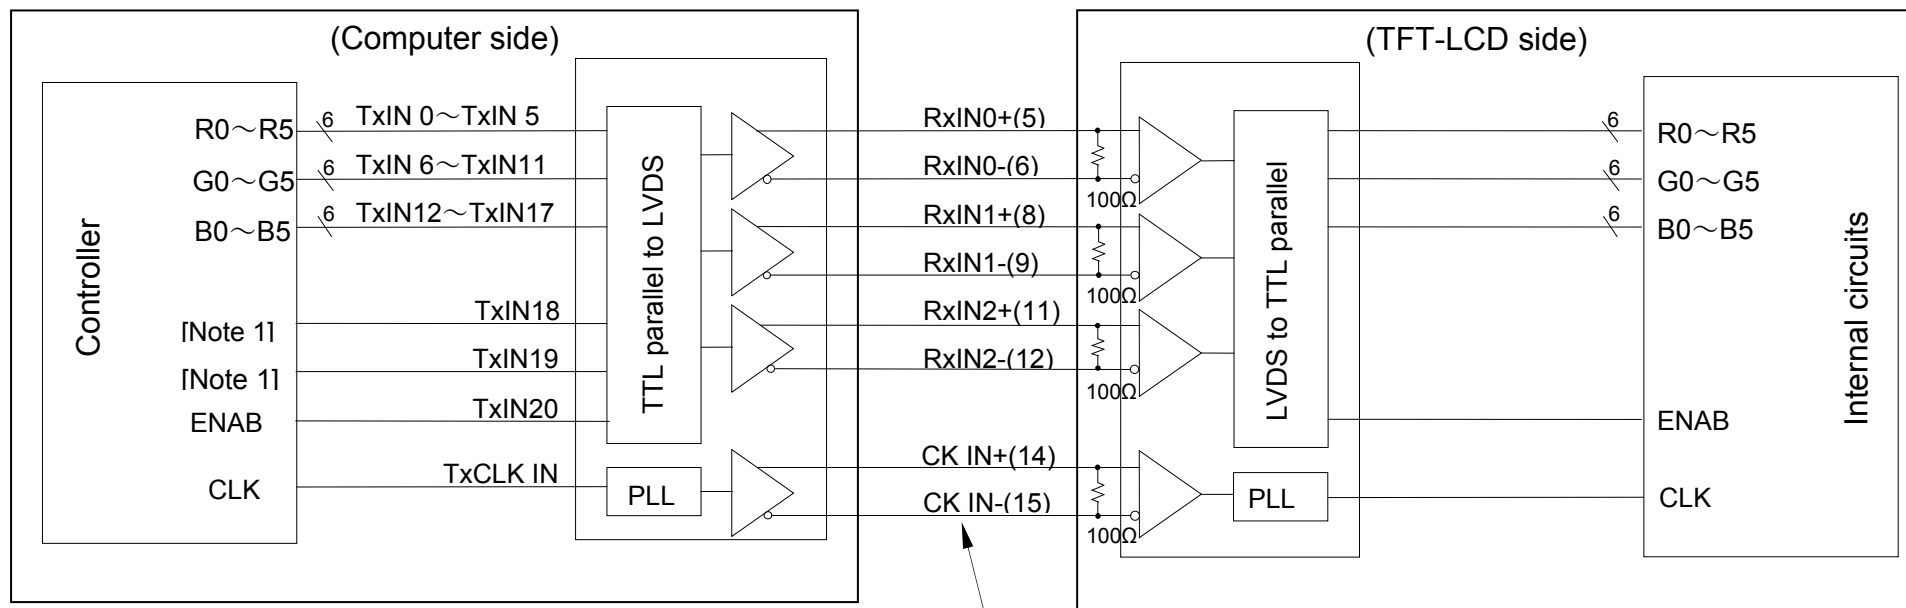 (Computer side)
(TFT-LCD side)
Controller
R0～R5
6
TxIN 0～TxIN 5
G0～G5
6
TxIN 6～TxIN11
B0～B5
6
TxIN12～TxIN17
[Note 1]
TxIN18
[Note 1]
TxIN19
ENAB
TxIN20
CLK
TxCLK IN
TTL parallel to LVDS
PLL
RxIN0+(5)
RxIN0-(6)
RxIN1+(8)
RxIN1-(9)
RxIN2+(11)
RxIN2-(12)
CK IN+(14)
CK IN-(15)
100Ω
100Ω
100Ω
100Ω
LVDS to TTL parallel
PLL
6
R0～R5
6
G0～G5
6
B0～B5
ENAB
CLK
Internal circuits